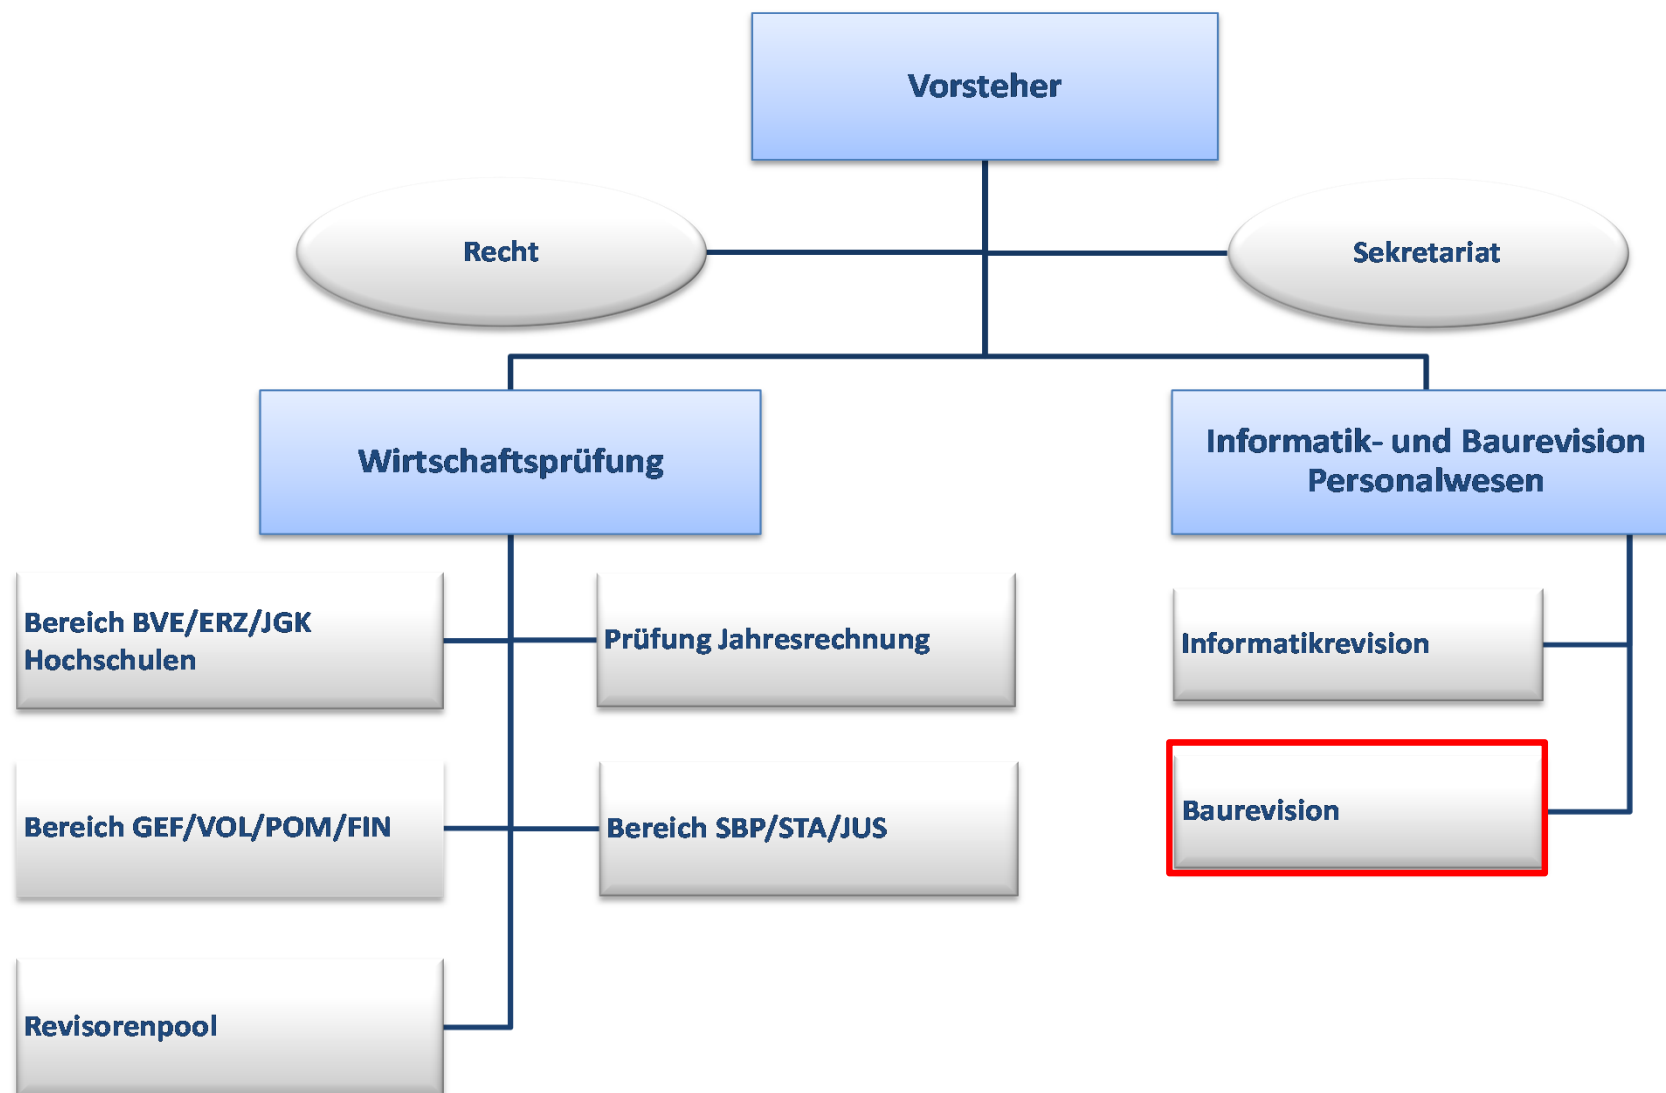 Vorsteher
Recht
Sekretariat
Wirtschaftsprüfung
Informatik- und Baurevision
Personalwesen
Bereich BVE/ERZ/JGK
Hochschulen
Prüfung Jahresrechnung
Informatikrevision
Bereich GEF/VOL/POM/FIN
Bereich SBP/STA/JUS
Baurevision
Revisorenpool